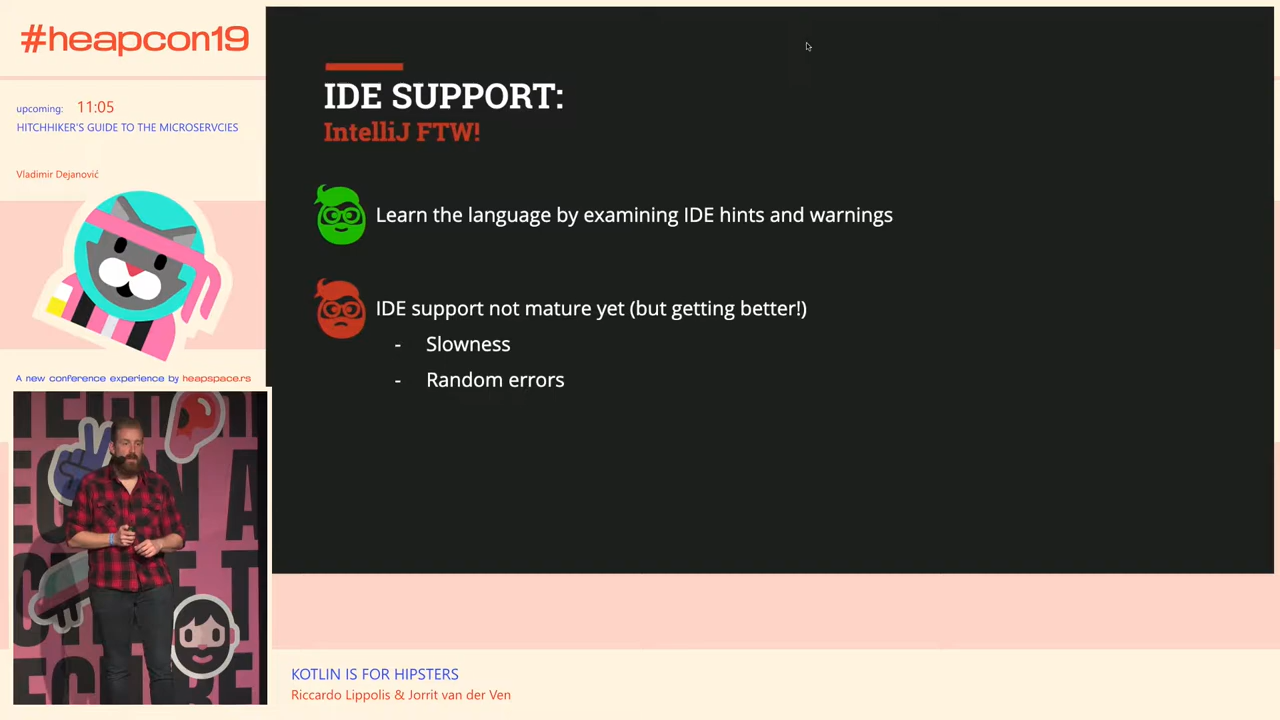 #heapcon19
upcoming: 11:05
HITCHHIKER'S GUIDE TO THE MICROSERVCIES
Vladimir Dejanović
A new conference experience by heapspace.rs
IDE SUPPORT:
IntelliJ FTW!
Learn the language by examining IDE hints and warnings
IDE support not mature yet (but getting better!)
- Slowness
- Random errors
KOTLIN IS FOR HIPSTERS
Riccardo Lippolis & Jorrit van der Ven